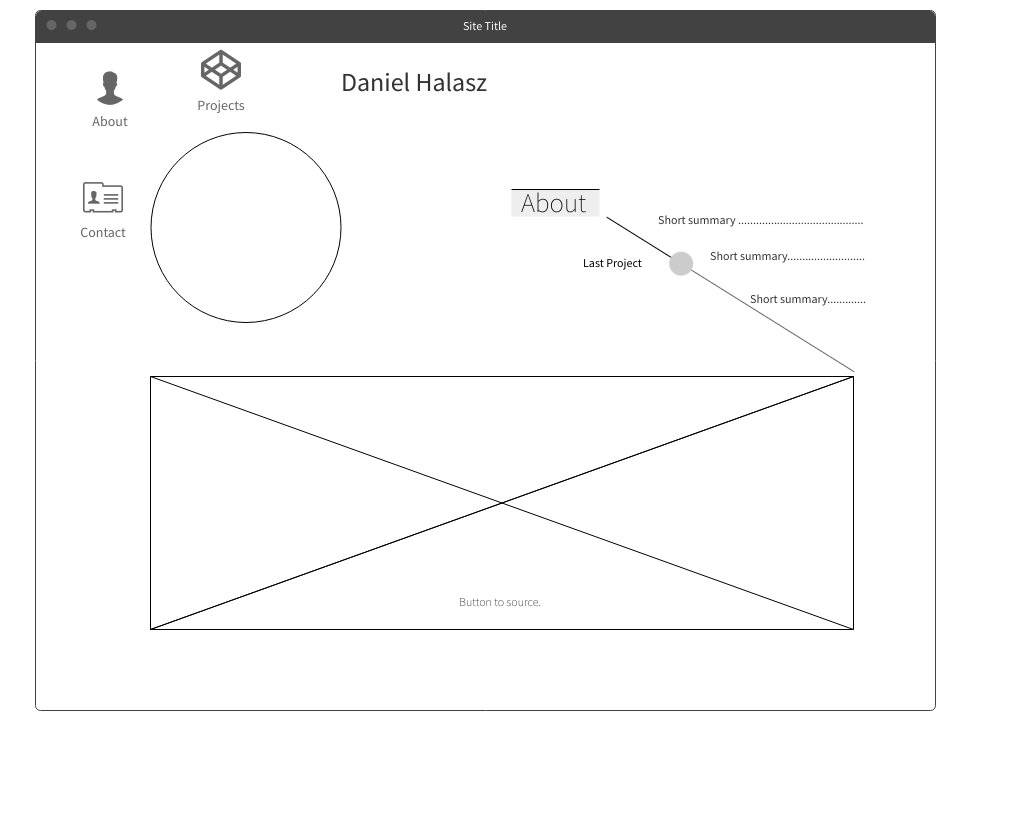 Site Title
Daniel Halasz
Projects
About
Contact
About
Short summary ..........................................
Last Project
Short summary..........................
Short summary.............
Button to source.